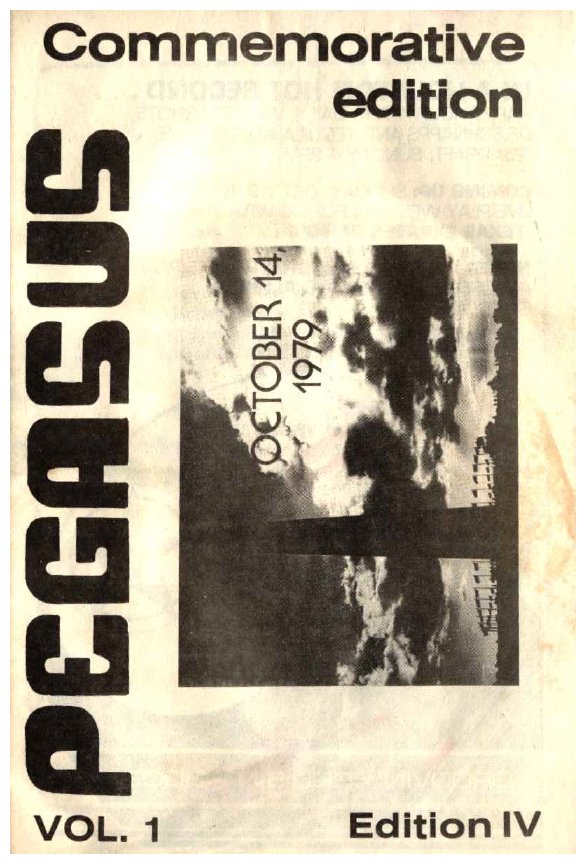 Commemorative
edition
PEGASUS
OCTOBER 14,
1979
VOL. 1
Edition IV